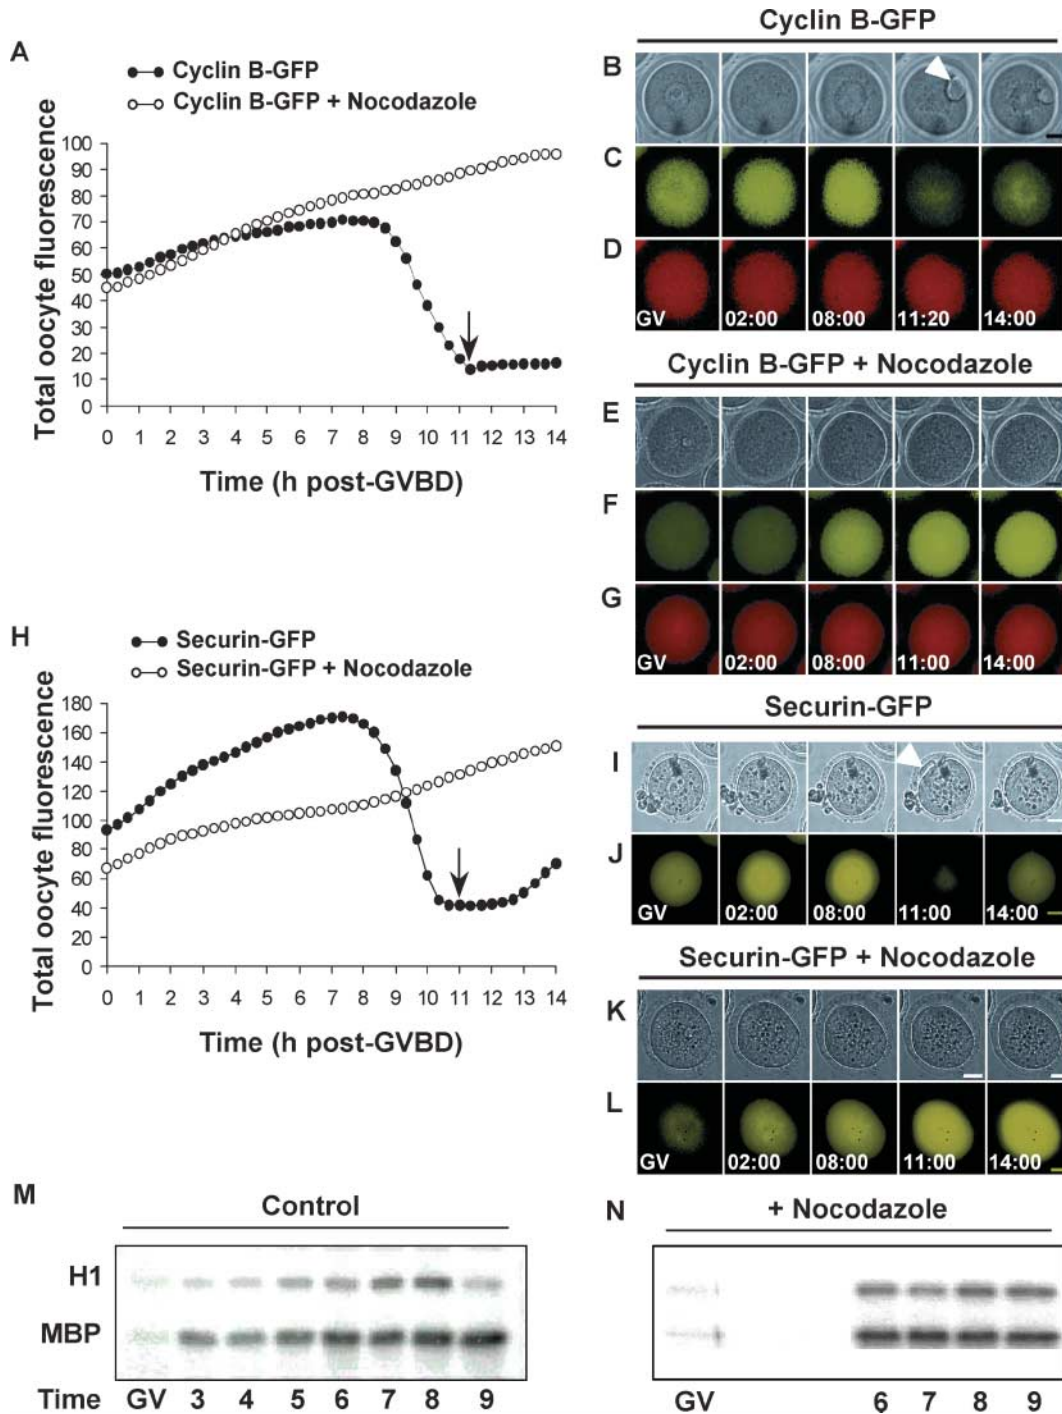 A
Cyclin B-GFP
Cyclin B-GFP + Nocodazole
Total oocyte fluorescence
100
90
80
70
60
50
40
30
20
10
0
0 1 2 3 4 5 6 7 8 9 10 11 12 13 14
Time (h post-GVBD)
Cyclin B-GFP
B
C
D
GV 02:00 08:00 11:20 14:00
Cyclin B-GFP + Nocodazole
E
F
G
GV 02:00 08:00 11:00 14:00
H
Securin-GFP
Securin-GFP + Nocodazole
Total oocyte fluorescence
180
160
140
120
100
80
60
40
20
0
0 1 2 3 4 5 6 7 8 9 10 11 12 13 14
Time (h post-GVBD)
Securin-GFP
I
J
GV 02:00 08:00 11:00 14:00
Securin-GFP + Nocodazole
K
L
GV 02:00 08:00 11:00 14:00
M
Control
H1
MBP
Time GV 3 4 5 6 7 8 9
N
+ Nocodazole
GV 6 7 8 9